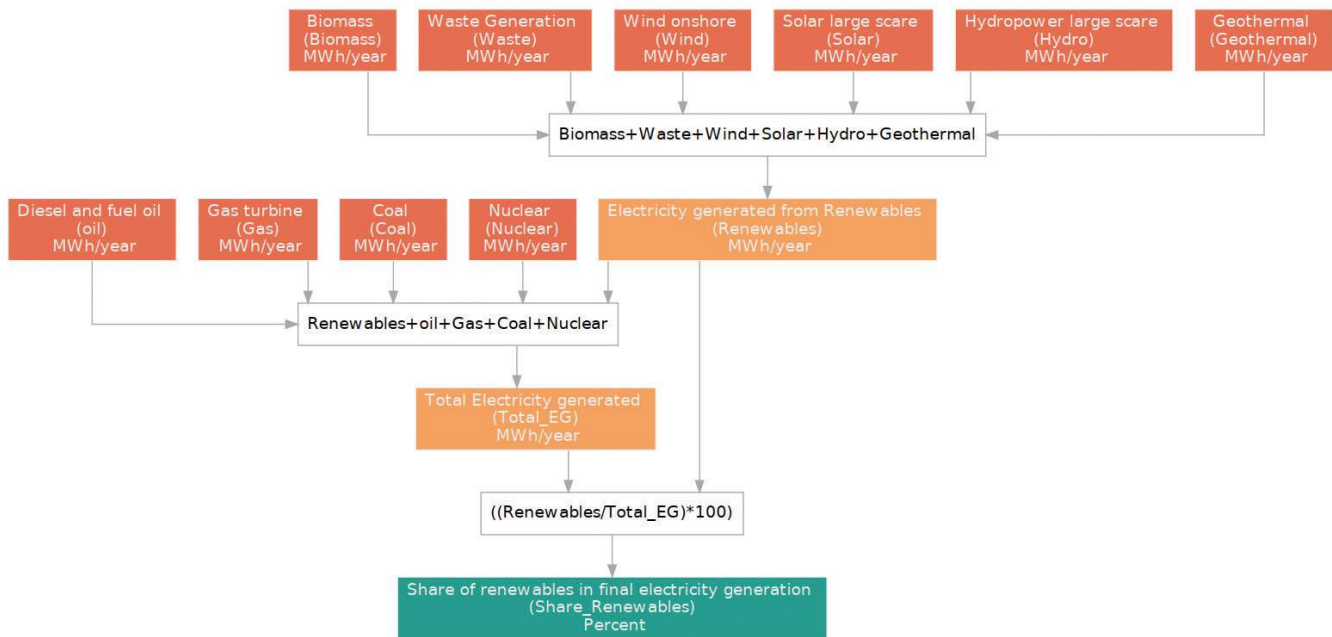 Biomass
(Biomass)
MWh/year
Waste Generation
(Waste)
MWh/year
Wind onshore
(Wind)
MWh/year
Solar large scare
(Solar)
MWh/year
Hydropower large scare
(Hydro)
MWh/year
Geothermal
(Geothermal)
MWh/year
Biomass+Waste+Wind+Solar+Hydro+Geothermal
Diesel and fuel oil
(oil)
MWh/year
Gas turbine
(Gas)
MWh/year
Coal
(Coal)
MWh/year
Nuclear
(Nuclear)
MWh/year
Electricity generated from Renewables
(Renewables)
MWh/year
Renewables+oil+Gas+Coal+Nuclear
Total Electricity generated
(Total_EG)
MWh/year
((Renewables/Total_EG)*100)
Share of renewables in final electricity generation
(Share_Renewables)
Percent